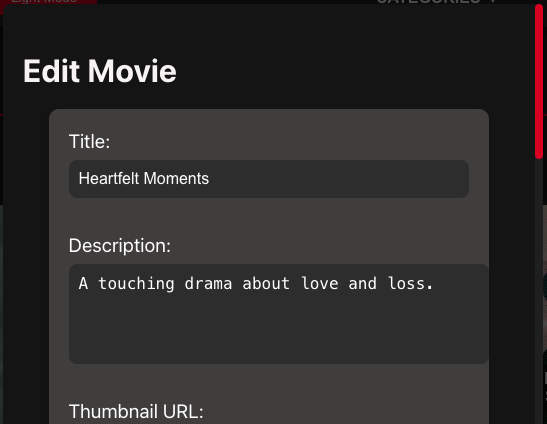 Light Mode
CATEGORIES
Edit Movie
Title:
Heartfelt Moments
Description:
A touching drama about love and loss.
Thumbnail URL: